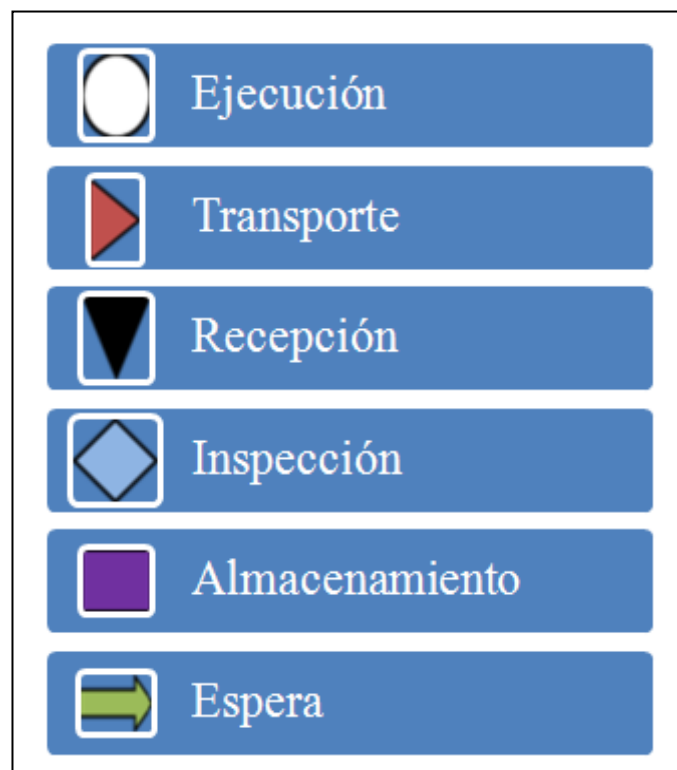 Ejecución
Transporte
Recepción
Inspección
Almacenamiento
Espera